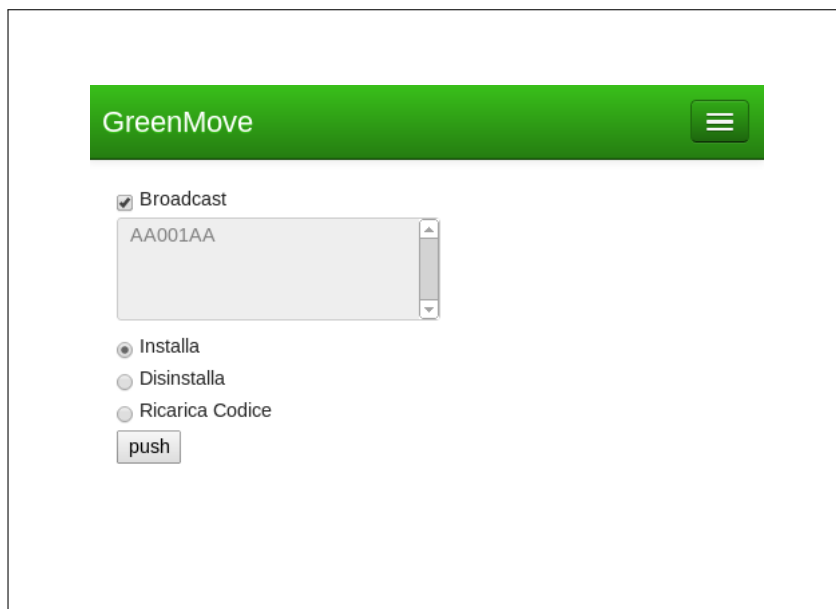 GreenMove
Broadcast
AA001AA
Installa
Disinstalla
Ricarica Codice
push